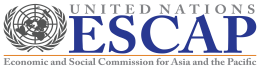 UNITED NATIONS
ESCAP
Economic and Social Commission for Asia and the Pacific